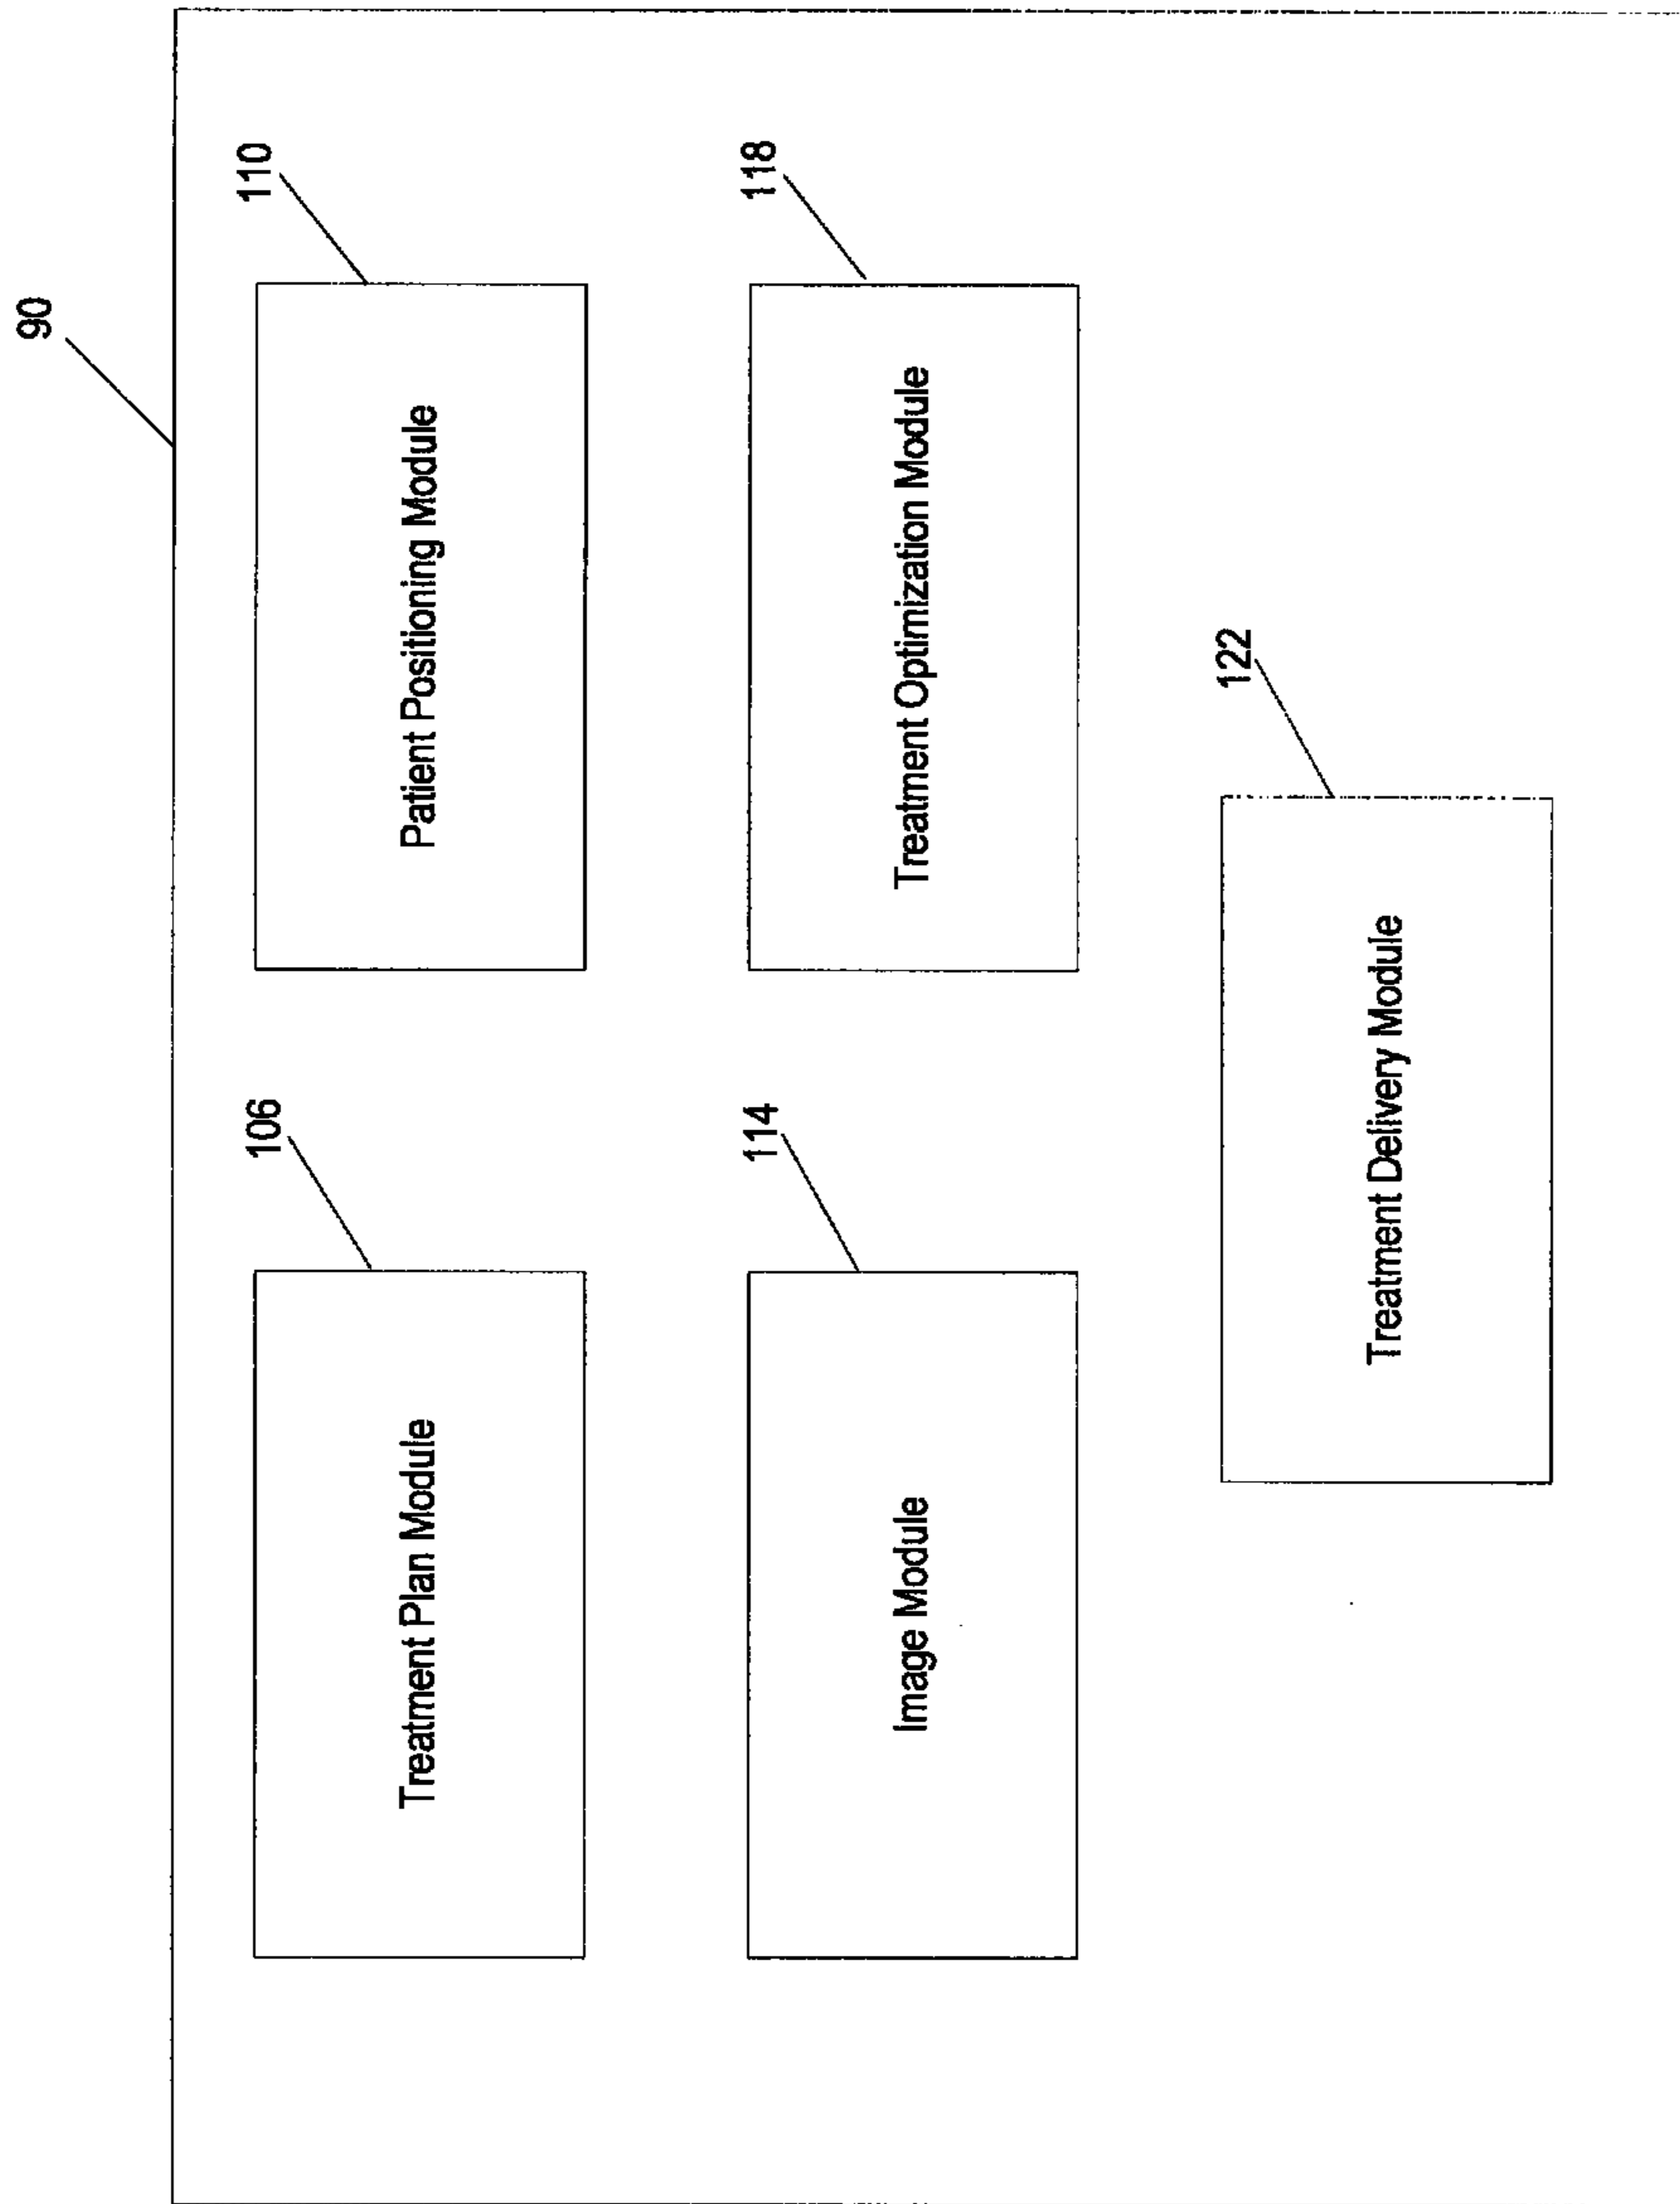 90
106
110
Treatment Plan Module
Patient Positioning Module
114
118
Image Module
Treatment Optimization Module
122
Treatment Delivery Module